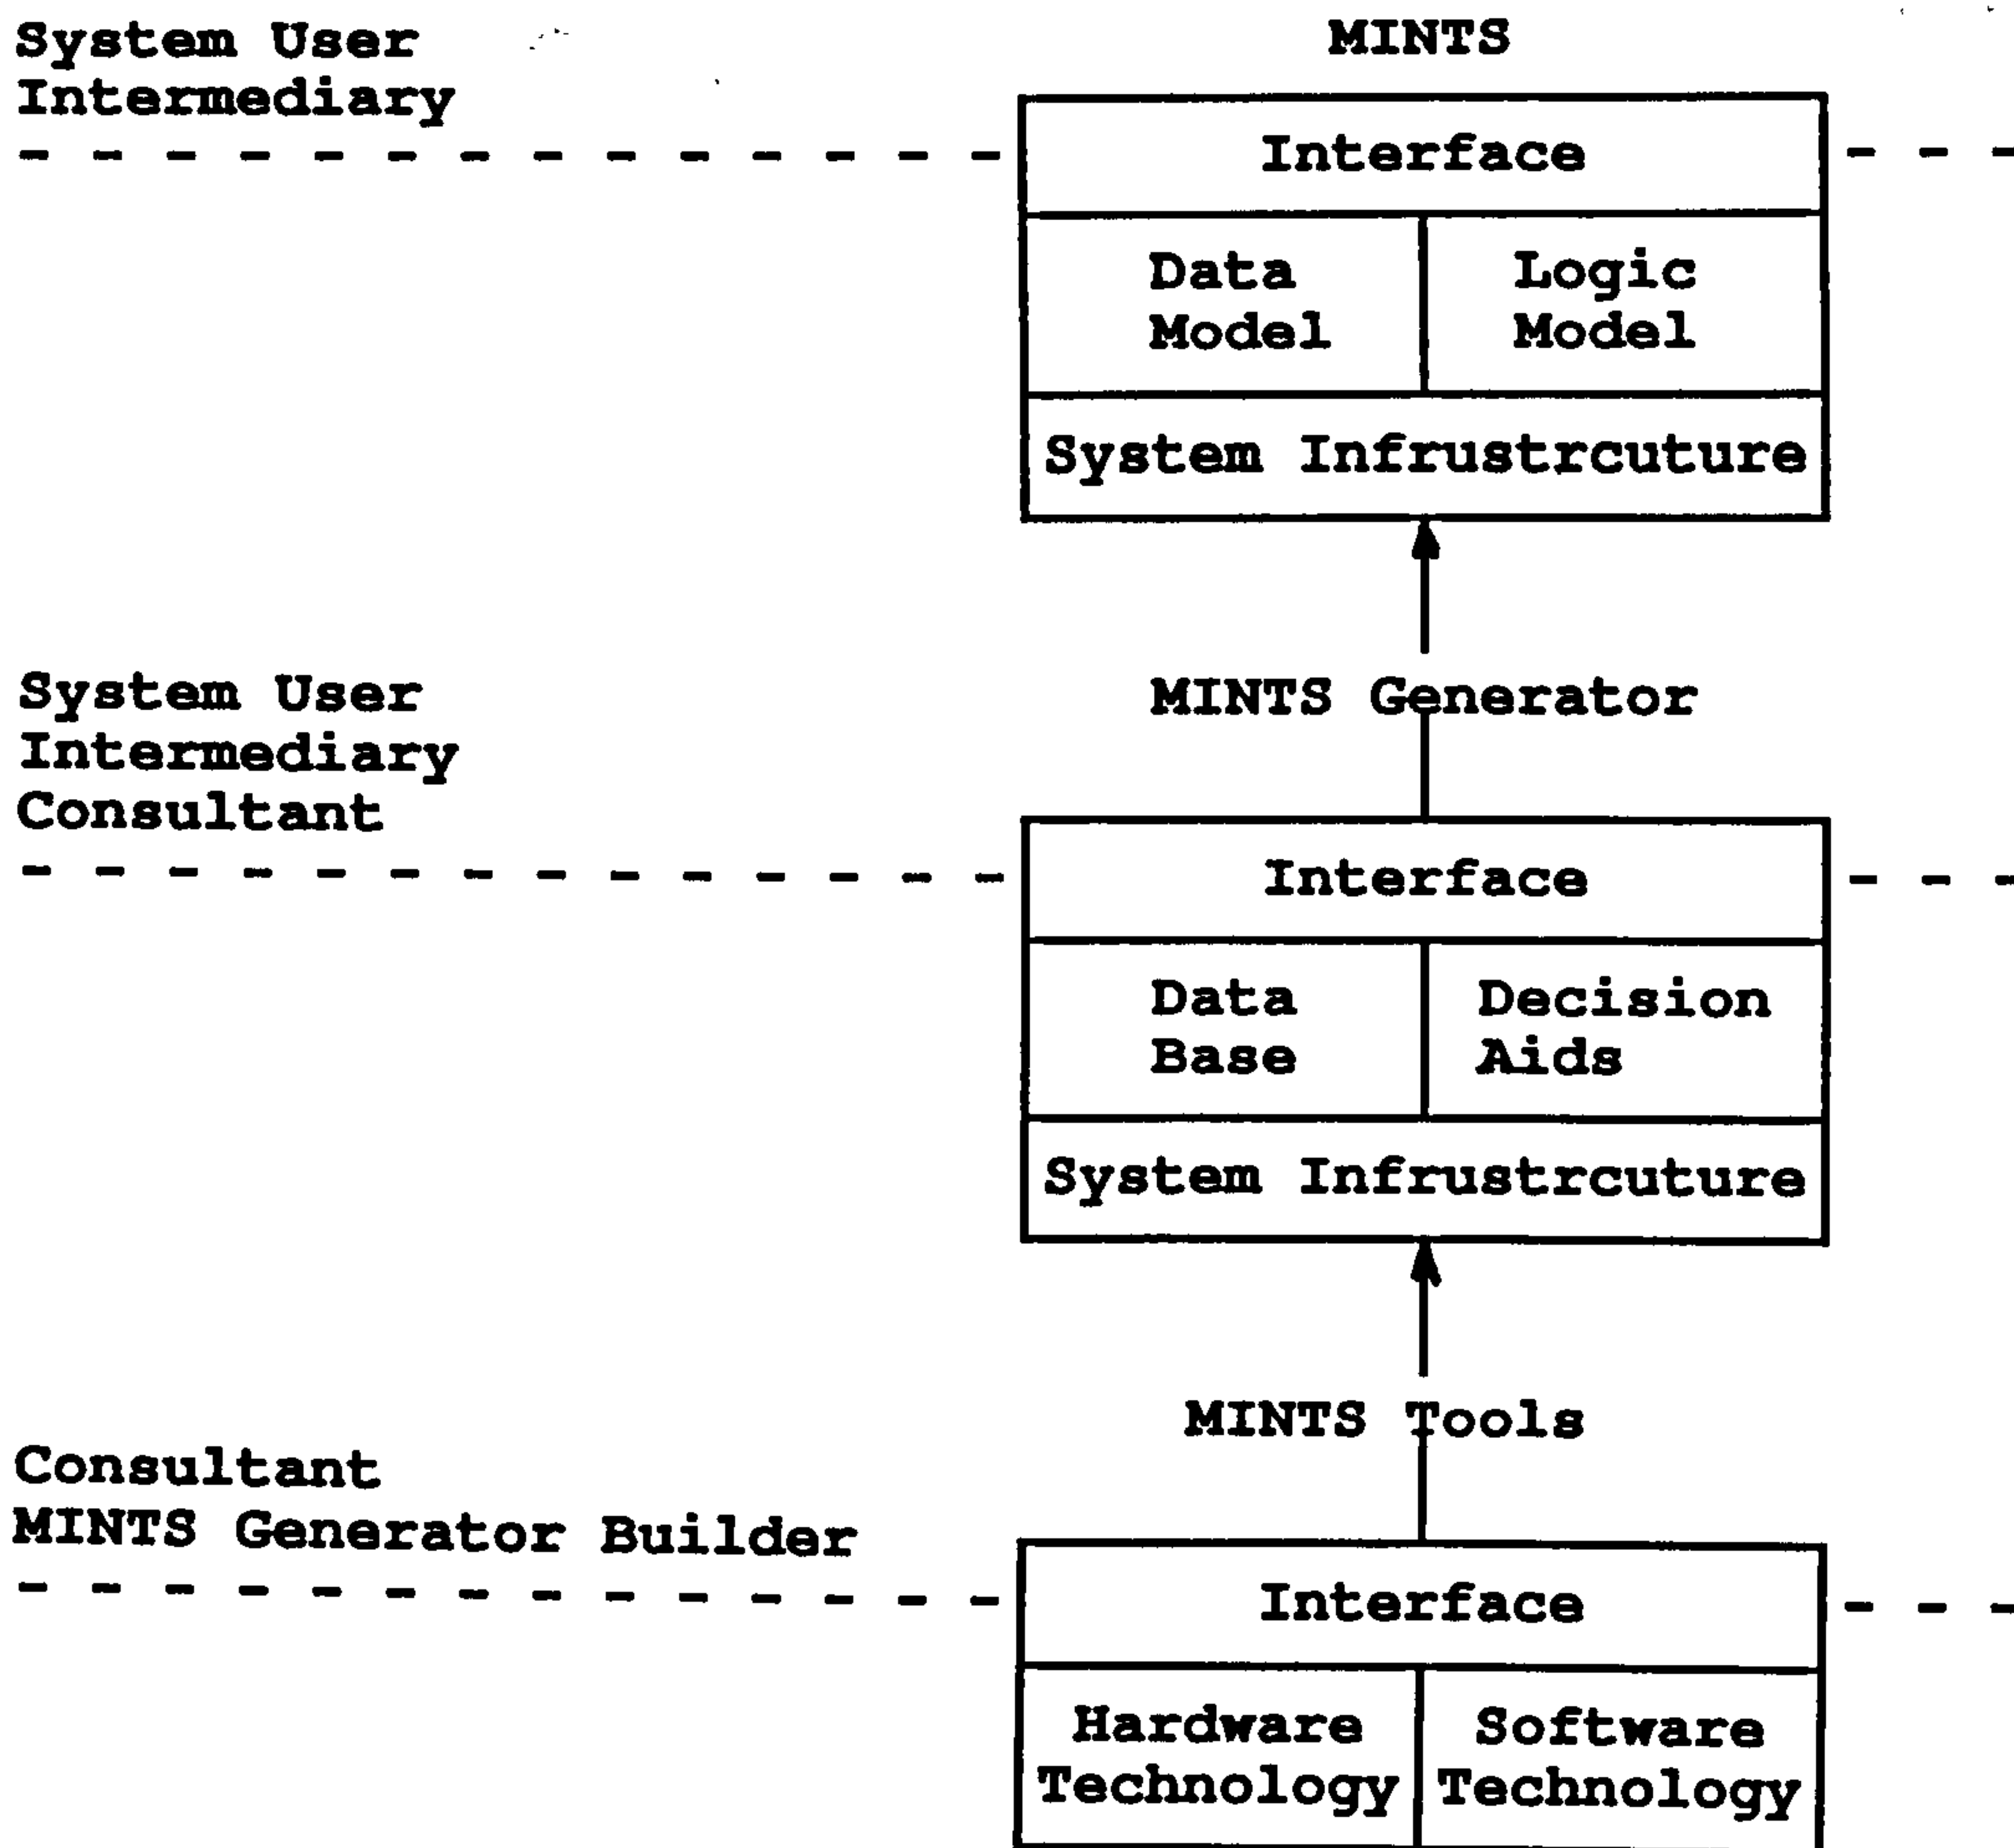 System User
Intermediary
MINTS
Interface
Data
Model
Logic
Model
System Infrustrcuture
System User
Intermediary
Consultant
MINTS Generator
Interface
Data
Base
Decision
Aids
System Infrustrcuture
Consultant
MINTS Generator Builder
MINTS Tools
Interface
Hardware
Technology
Software
Technology